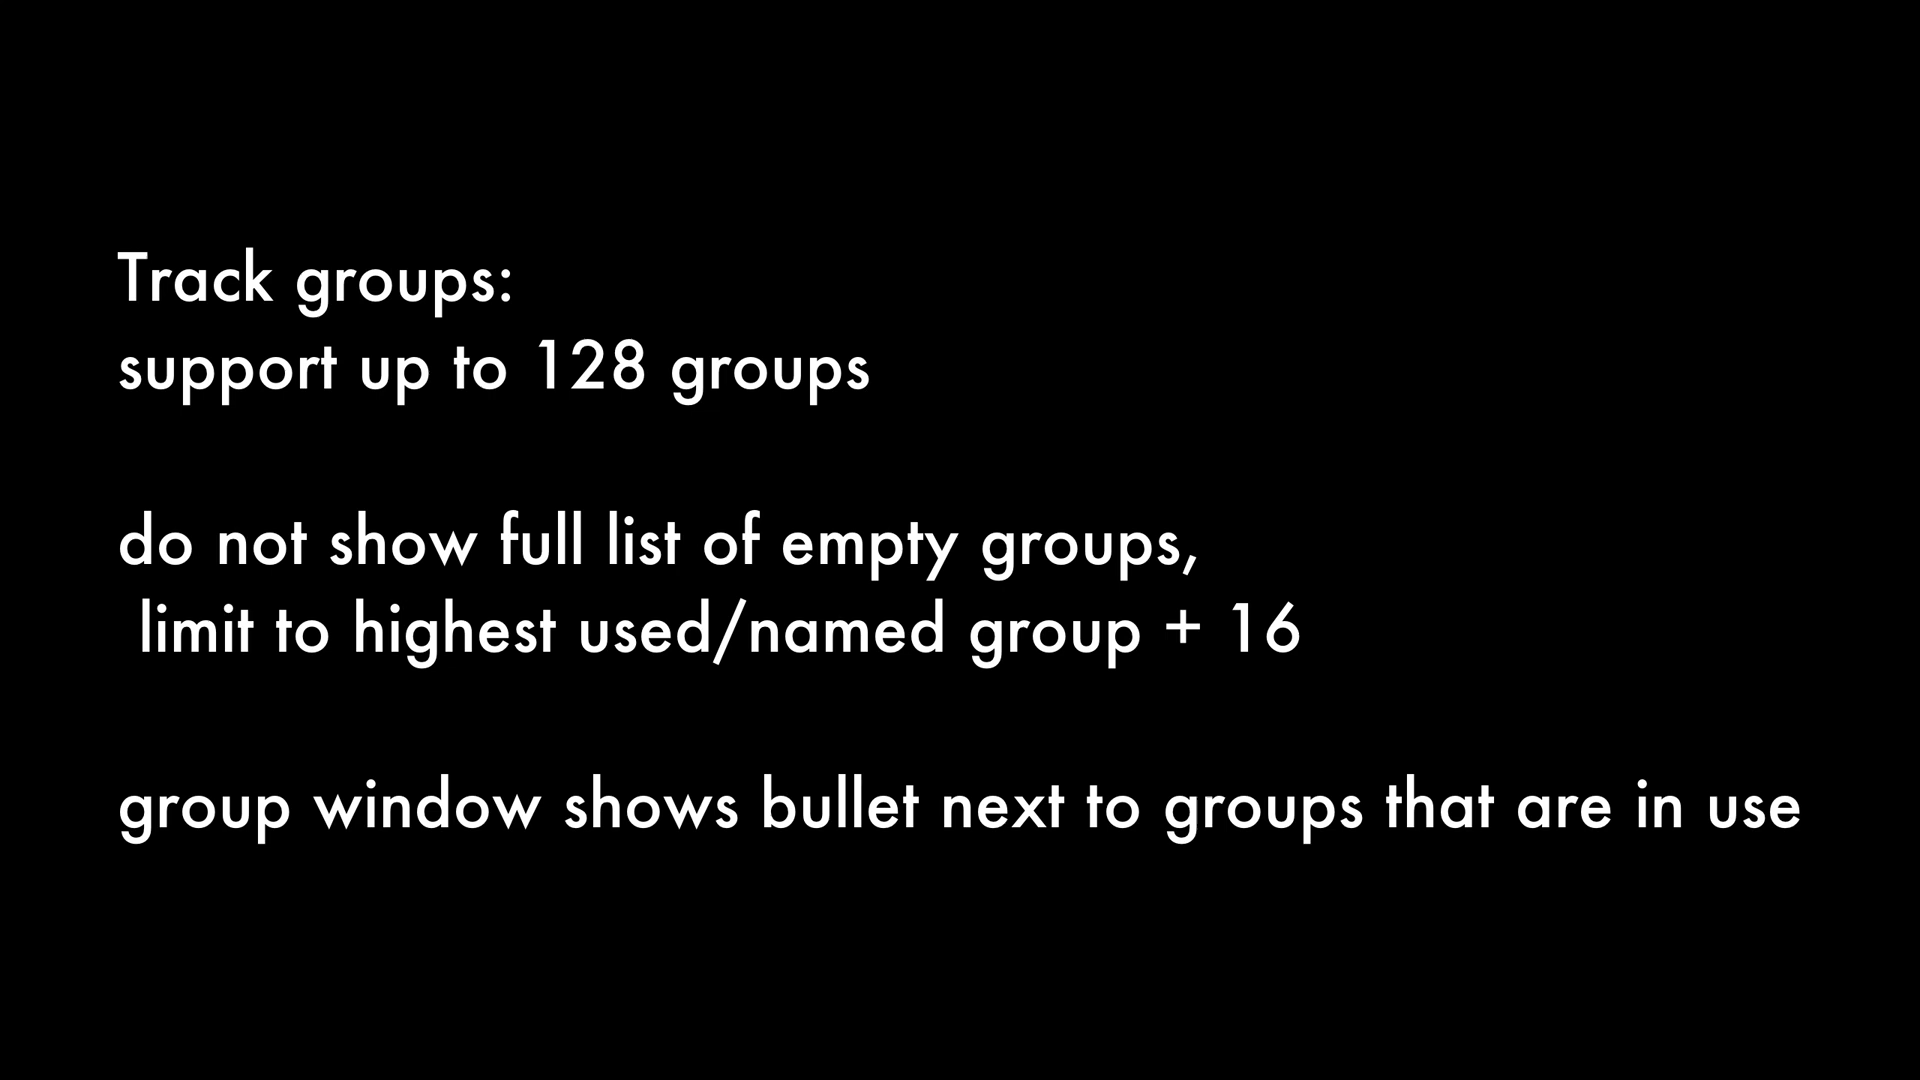 Track groups:
support up to 128 groups
do not show full list of empty groups,
limit to highest used/named group + 16
group window shows bullet next to groups that are in use